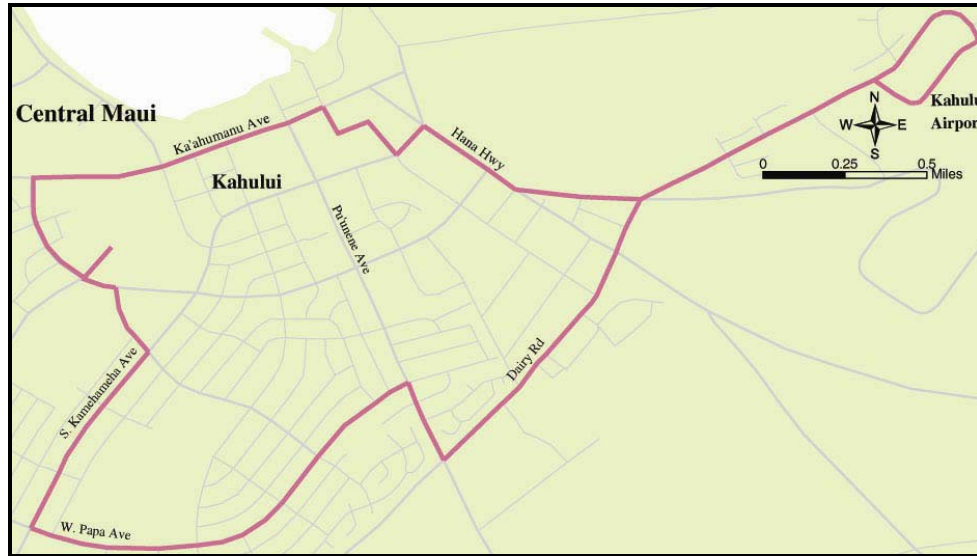 Central Maui
Ka'ahumanu Ave
Kahului
Hana Hwy
Pu'unene Ave
N
W E
S
Kahulu
Airpor
0 0.25 0.5
Miles
Dairy Rd
S. Kamehameha Ave
W. Papa Ave